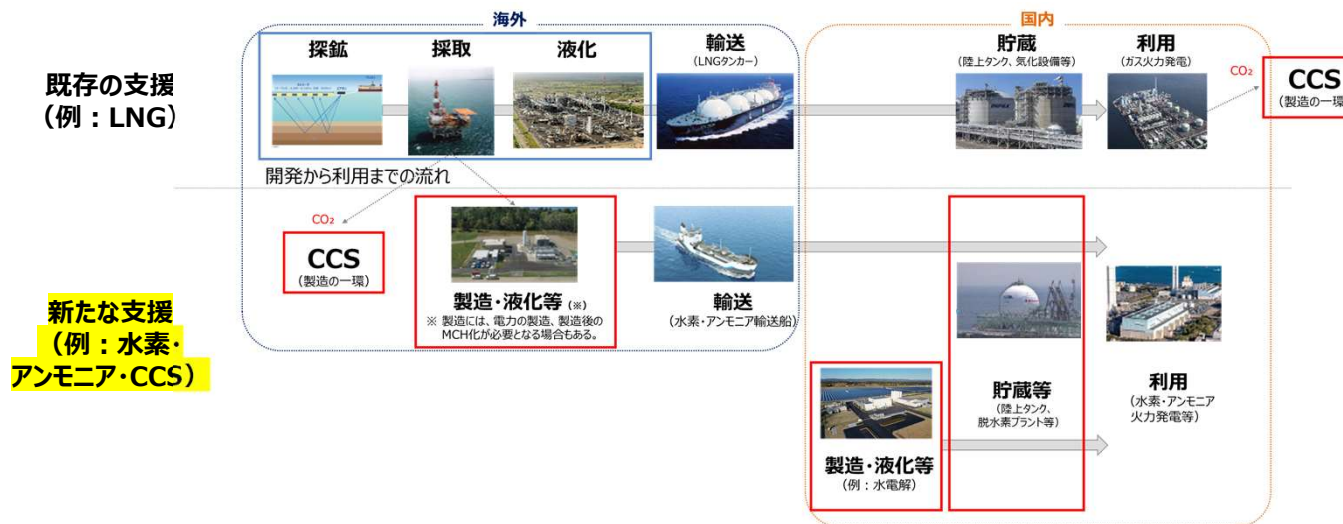 海外
国内
探鉱
採取
液化
輸送
(LNGタンカー)
貯蔵
(陸上タンク、気化設備等)
利用
(ガス火力発電)
CO₂
CCS
(製造の一環)
既存の支援
(例:LNG)
開発から利用までの流れ
CO₂
CCS
(製造の一環)
製造・液化等(※)
※ 製造には、電力の製造、製造後の
MCH化が必要となる場合もある。
輸送
(水素・アンモニア輸送船)
新たな支援
(例:水素・
アンモニア・CCS)
貯蔵等
(陸上タンク、
脱水素プラント等)
利用
(水素・アンモニア
火力発電等)
製造・液化等
(例:水電解)